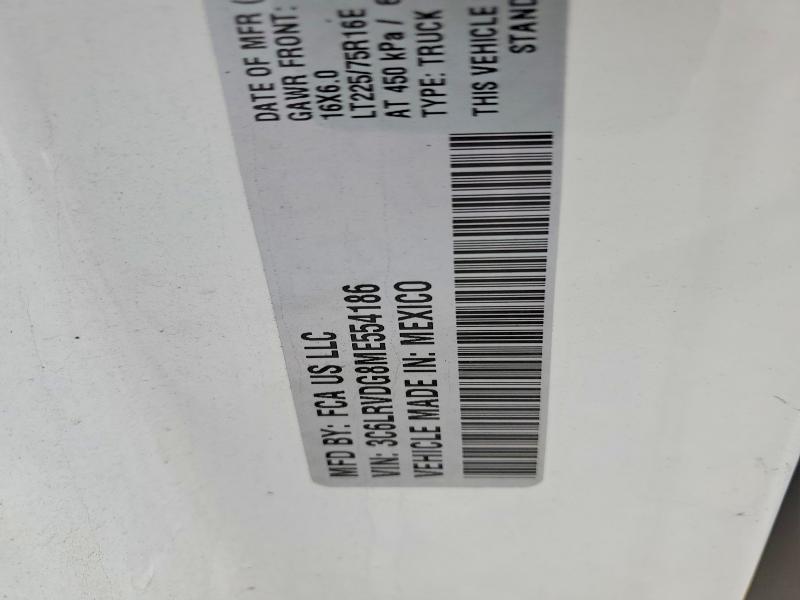 MFD BY: FCA US LLC
VIN: 3C6LRVDG8ME554186
VEHICLE MADE IN: MEXICO
DATE OF MFR (
GAWR FRONT:
16X6.0
LT225/75R16E
AT 450 kPa / 6
TYPE: TRUCK
THIS VEHICLE
STAND